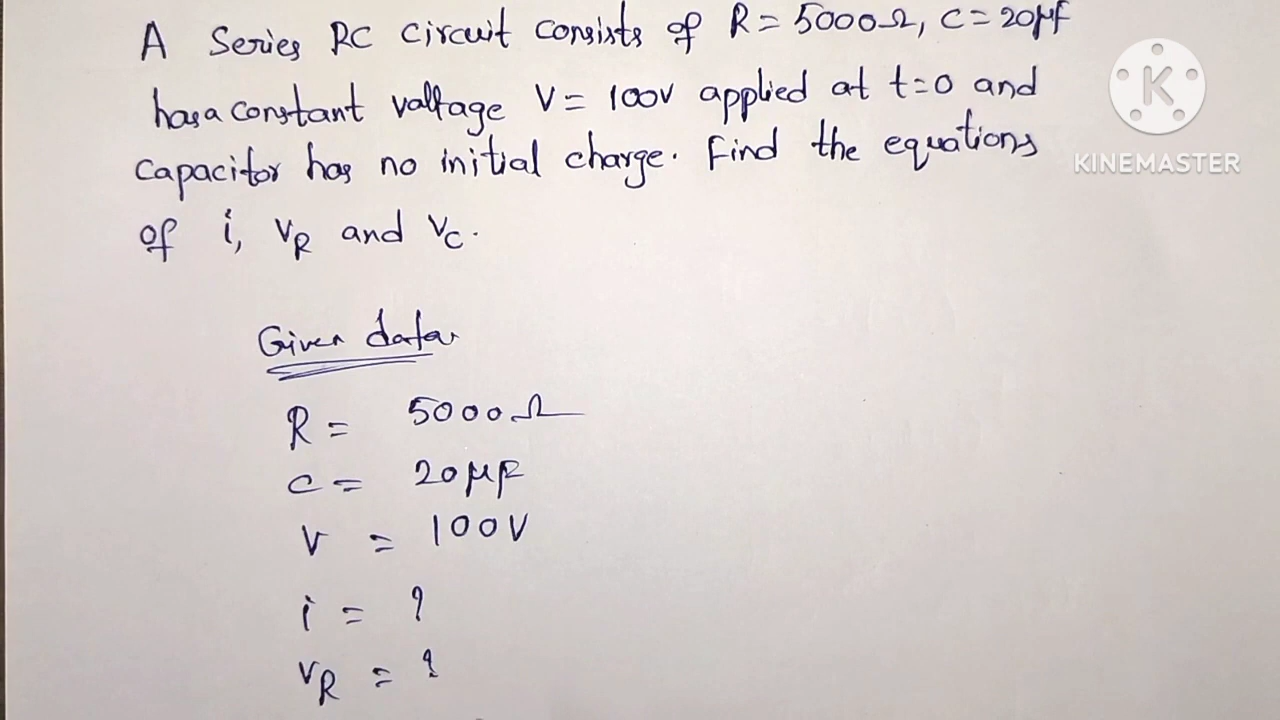 A Series RC Circuit consists of R = 5000Ω, C = 20μf
has a constant valtage V = 100V applied at t=0 and
Capacitor has no initial charge. Find the equations
of i, VR and VC.
Given data
R = 5000Ω
C = 20μF
V = 100V
i = ?
VR = ?
K
KINEMASTER